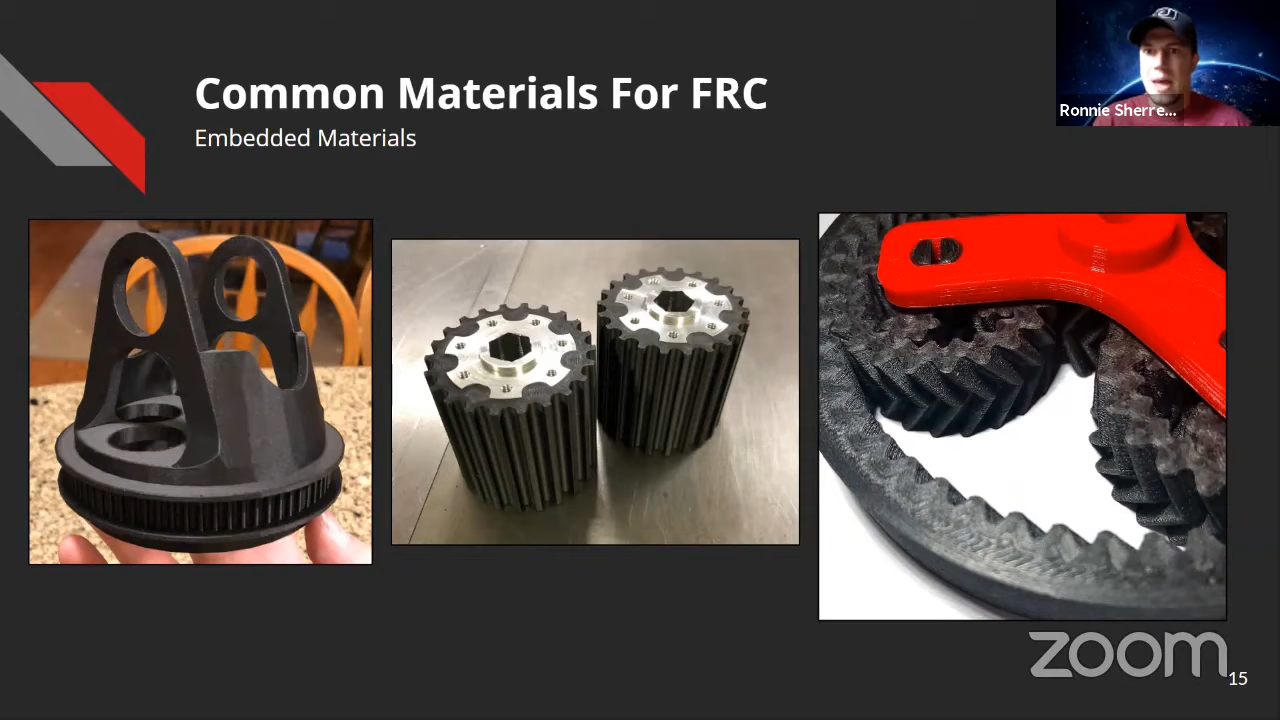 Common Materials For FRC
Embedded Materials
Ronnie Sherre...
zoom
15